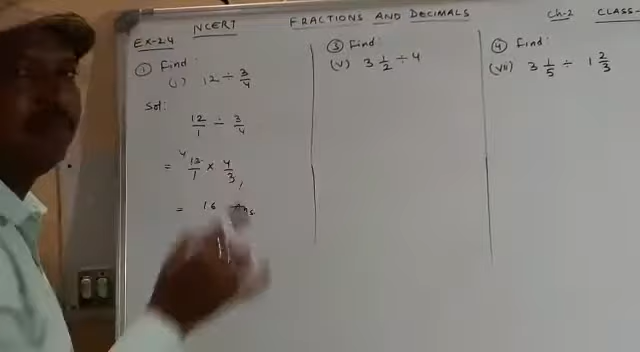 EX-2.4 NCERT FRACTIONS AND DECIMALS Ch-2 CLASS-
① Find:
(i) 12 ÷ 3/4
Sol:
12/1 ÷ 3/4
= 4 12/1 × 4/3
= 16 Ans.
③ Find:
(v) 3 1/2 ÷ 4
④ Find:
(vii) 3 1/5 ÷ 1 2/3